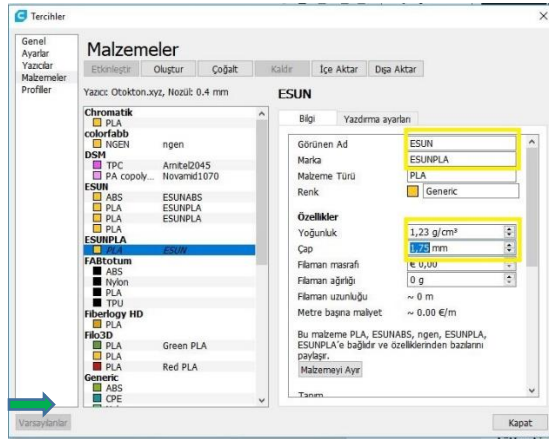 Tercihler
Genel
Ayarlar
Yazıcılar
Malzemeler
Profiller
Malzemeler
Etkinleştir Oluştur Çoğalt Kaldır İçe Aktar Dışa Aktar
Yazıcı: Otokton.xyz, Nozül: 0.4 mm
Chromatik
PLA
colorfabb
NGEN ngen
DSM
TPC Arnitel2045
PA copoly... Novamid1070
ESUN
ABS ESUNABS
PLA ESUNPLA
PLA ESUNPLA
PLA
ESUNPLA
PLA ESUN
FABtotum
ABS
Nylon
PLA
TPU
Fiberlogy HD
PLA
Filo3D
PLA Green PLA
PLA
PLA Red PLA
Generic
ABS
CPE
ESUN
Bilgi Yazdırma ayarları
Görünen Ad ESUN
Marka ESUNPLA
Malzeme Türü PLA
Renk Generic
Özellikler
Yoğunluk 1,23 g/cm³
Çap 1,75 mm
Filaman masrafı € 0,00
Filaman ağırlığı 0 g
Filaman uzunluğu ~ 0 m
Metre başına maliyet ~ 0.00 €/m
Bu malzeme PLA, ESUNABS, ngen, ESUNPLA,
ESUNPLA'e bağlıdır ve özelliklerinden bazılarını
paylaşır.
Malzemeyi Ayır
Tanım
Varsayılanlar
Kapat